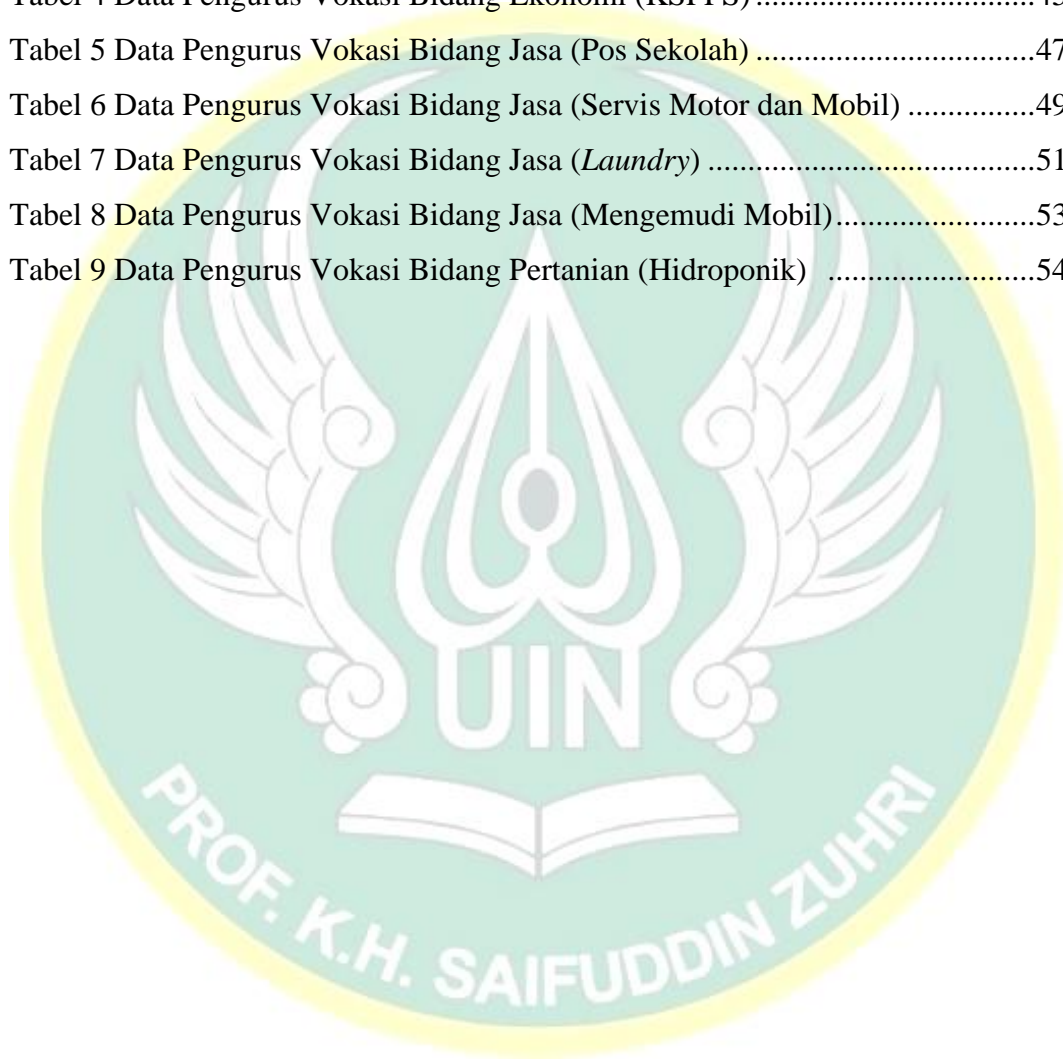 Tabel 4 Data Pengurus Vokasi Bidang Ekonomi (KSPPS)............................45
Tabel 5 Data Pengurus Vokasi Bidang Jasa (Pos Sekolah) ............................47
Tabel 6 Data Pengurus Vokasi Bidang Jasa (Servis Motor dan Mobil) ..............49
Tabel 7 Data Pengurus Vokasi Bidang Jasa (Laundry) .................................51
Tabel 8 Data Pengurus Vokasi Bidang Jasa (Mengemudi Mobil)....................53
Tabel 9 Data Pengurus Vokasi Bidang Pertanian (Hidroponik) .....................54
UIN
PROF. K.H. SAIFUDDIN ZUHRI